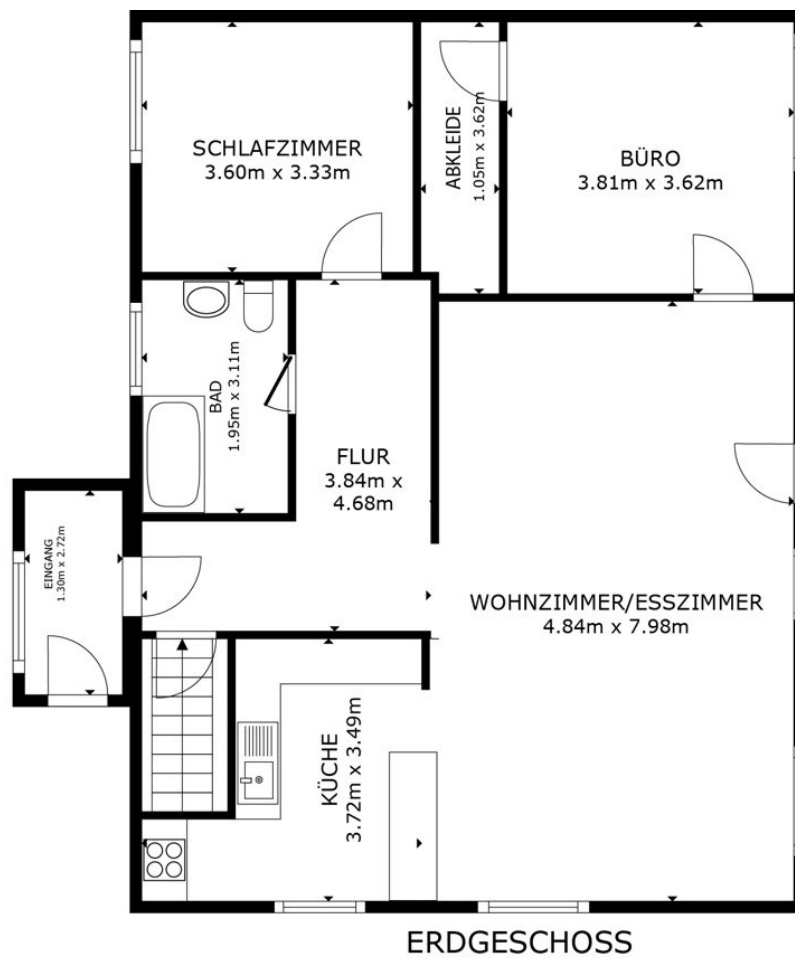 SCHLAFZIMMER
3.60m x 3.33m
ABKLEIDE
1.05m x 3.62m
BÜRO
3.81m x 3.62m
BAD
1.95m x 3.11m
FLUR
3.84m x
4.68m
EINGANG
1.30m x 2.72m
WOHNZIMMER/ESSZIMMER
4.84m x 7.98m
KÜCHE
3.72m x 3.49m
ERDGESCHOSS